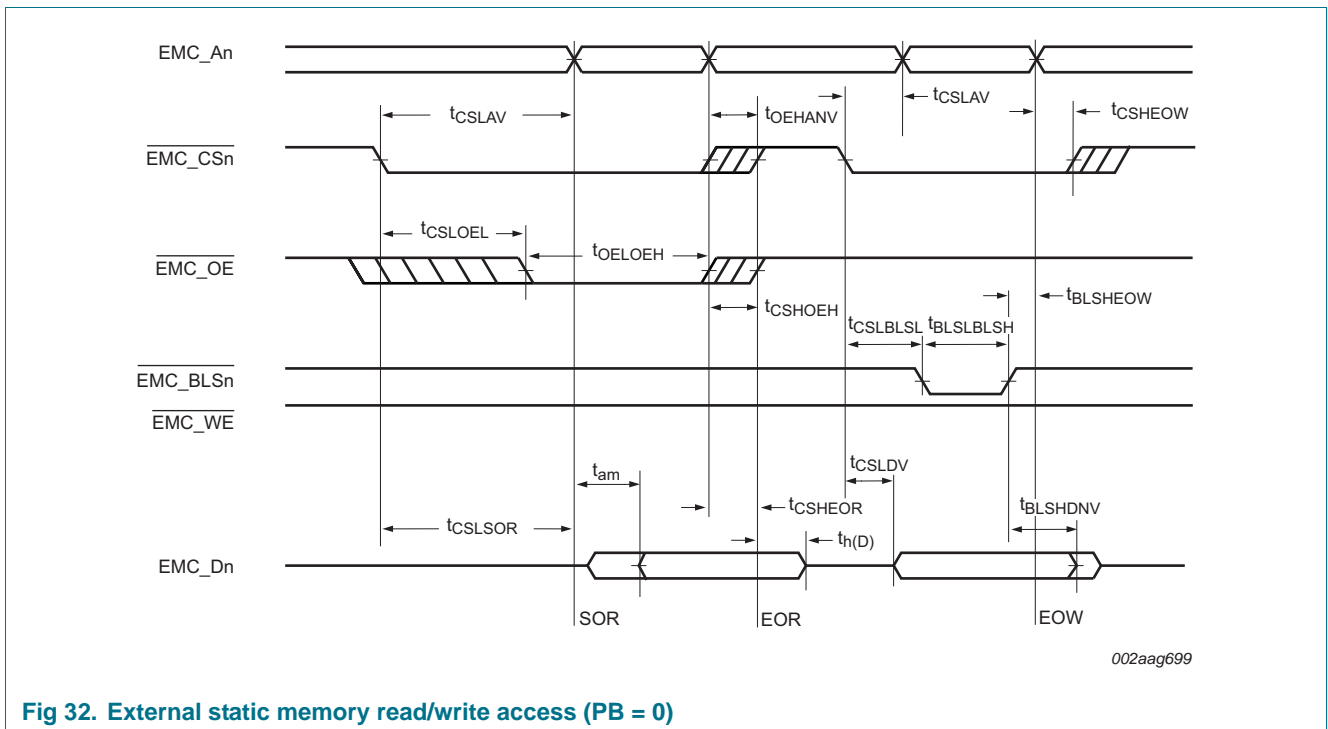 EMC_An
tCSLAV
tOEHANV
tCSLAV
tCSHEOW
EMC_CSn
tCSLOEL
tOELOEH
EMC_OE
tCSHOEH
tBLSHEOW
tCSLBLSL
tBLSLBLSH
EMC_BLSn
EMC_WE
tam
tCSLDV
tCSLSOR
tCSHEOR
tBLSHDNV
th(D)
EMC_Dn
SOR
EOR
EOW
002aag699
Fig 32. External static memory read/write access (PB = 0)